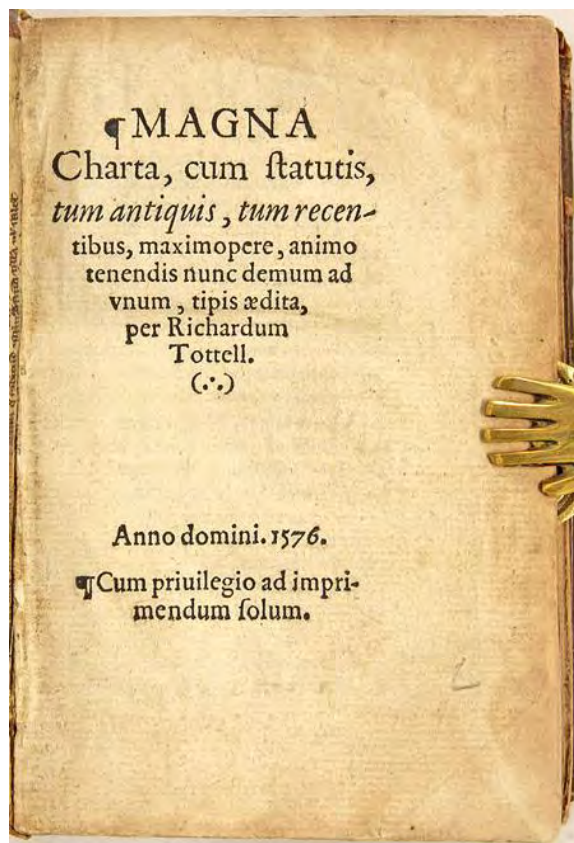 ¶MAGNA
Charta, cum ſtatutis,
tum antiquis, tum recen-
tibus, maximopere, animo
tenendis nunc demum ad
vnum, tipis ædita,
per Richardum
Tottell.
(∴)
Anno domini. 1576.
¶Cum priuilegio ad impri-
mendum ſolum.